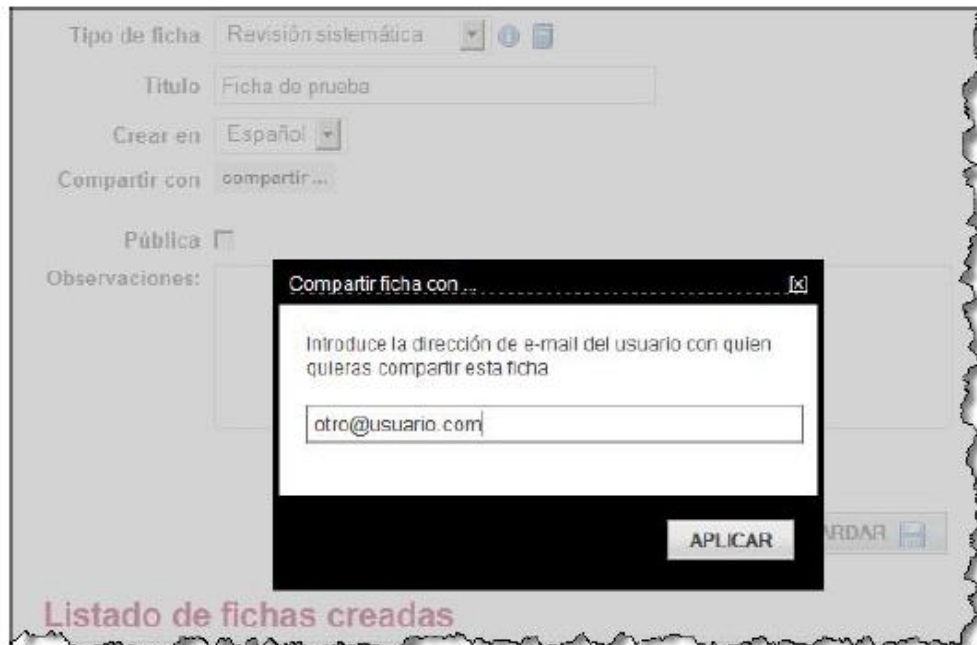 Tipo de ficha Revisión sistemática
Titulo Ficha de prueba
Crear en Español
Compartir con compartir ...
Pública
Observaciones:
Compartir ficha con ... [x]
Introduce la dirección de e-mail del usuario con quien
quieras compartir esta ficha
otro@usuario.com
APLICAR
ARDAR
Listado de fichas creadas